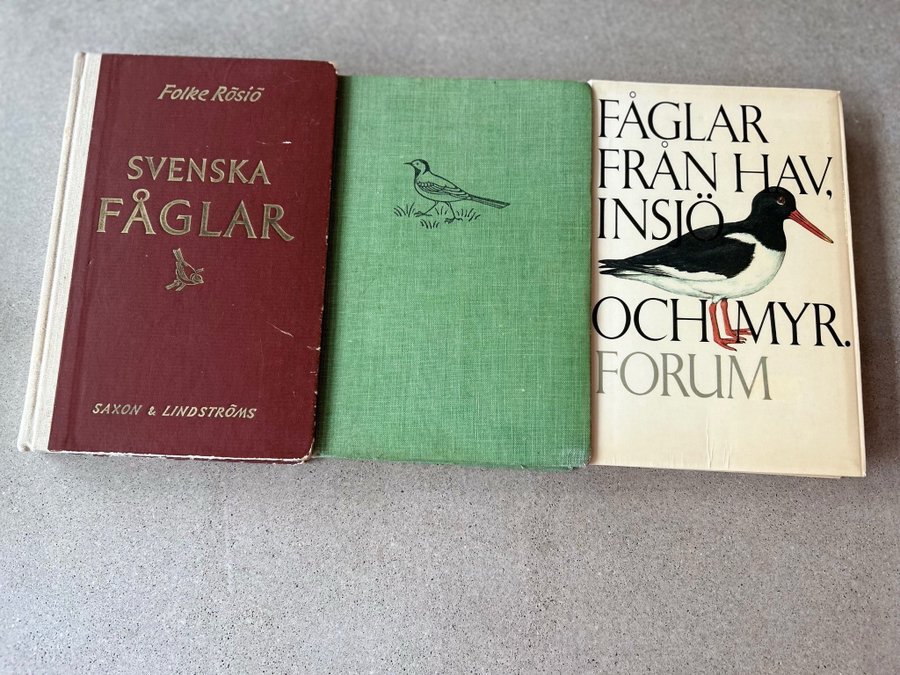 Folke Rösiö
SVENSKA
FÅGLAR
SAXON & LINDSTRÖMS
FÅGLAR
FRÅN HAV,
INSJÖ
OCH MYR.
FORUM